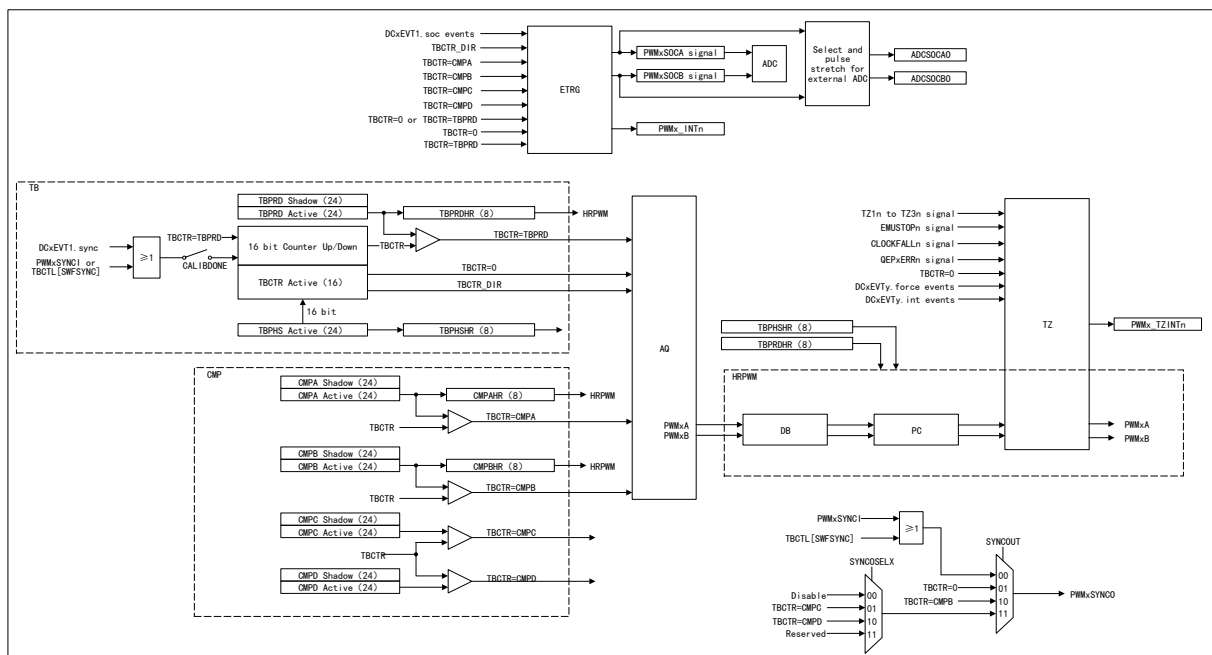 DCxEVT1.soc events
TBCTR_DIR
TBCTR=CMPA
TBCTR=CMPB
TBCTR=CMPC
TBCTR=CMPD
TBCTR=0 or TBCTR=TBPRD
TBCTR=0
TBCTR=TBPRD
ETRG
PWMxSOCA signal
PWMxSOCB signal
ADC
Select and
pulse
stretch for
external ADC
ADCSOCAO
ADCSOCBO
PWMx_INTn
TB
TBPRD Shadow (24)
TBPRD Active (24)
TBPRDHR (8)
HRPWM
TBCTR=TBPRD
DCxEVT1.sync
PWMxSYNCI or
TBCTL[SWFSYNC]
≥1
CALIBDONE
16 bit Counter Up/Down
TBCTR
TBCTR=TBPRD
TBCTR Active (16)
TBCTR=0
TBCTR_DIR
16 bit
TBPHS Active (24)
TBPHSHR (8)
CMP
CMPA Shadow (24)
CMPA Active (24)
CMPAHR (8)
HRPWM
TBCTR
TBCTR=CMPA
CMPB Shadow (24)
CMPB Active (24)
CMPBHR (8)
HRPWM
TBCTR
TBCTR=CMPB
CMPC Shadow (24)
CMPC Active (24)
TBCTR=CMPC
TBCTR
CMPD Shadow (24)
CMPD Active (24)
TBCTR=CMPD
AQ
PWMxA
PWMxB
TBPHSHR (8)
TBPRDHR (8)
HRPWM
DB
PC
TZ1n to TZ3n signal
EMUSTOPn signal
CLOCKFALLn signal
QEPxERRn signal
TBCTR=0
DCxEVTy.force events
DCxEVTy.int events
TZ
PWMx_TZINTn
PWMxA
PWMxB
PWMxSYNCI
TBCTL[SWFSYNC]
≥1
SYNCOUT
SYNCOSELX
00
TBCTR=0
01
TBCTR=CMPB
10
11
PWMxSYNCO
Disable
00
TBCTR=CMPC
01
TBCTR=CMPD
10
Reserved
11